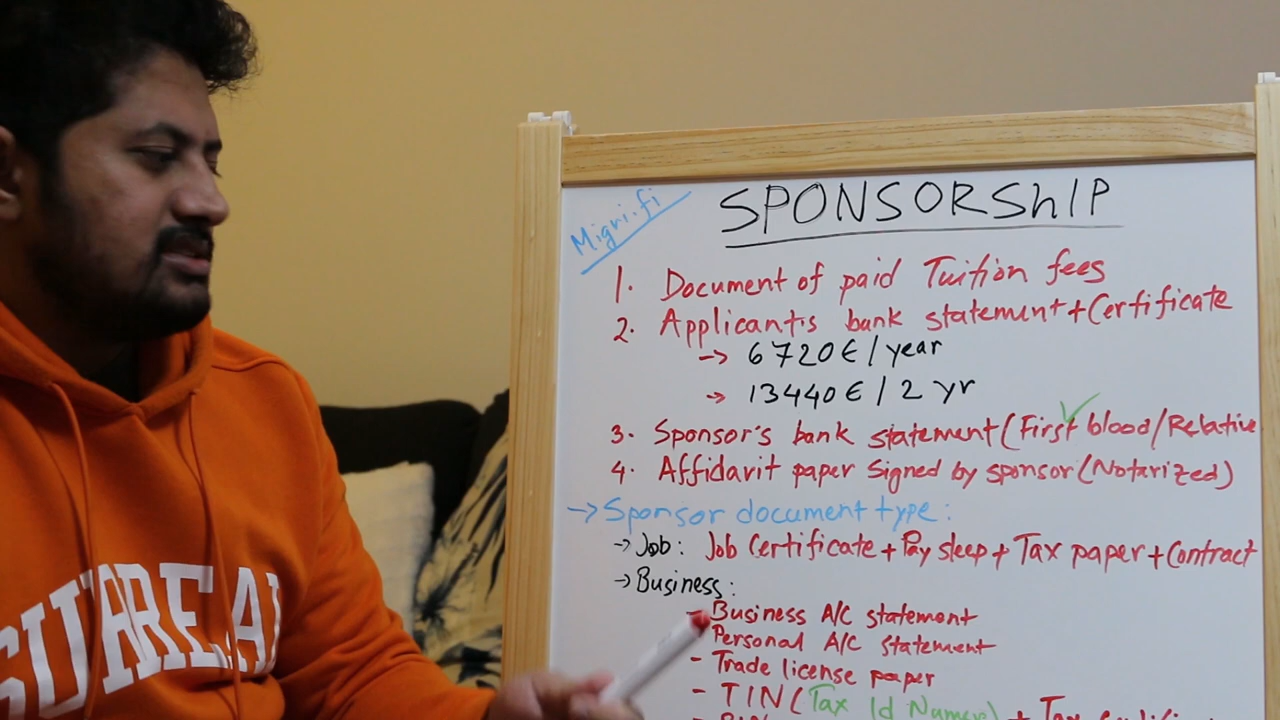 Migri.fi
SPONSORShIP
1. Document of paid Tuition fees
2. Applicant's bank statement + Certificate
-> 6720€ / year
-> 13440€ / 2 yr
3. Sponsor's bank statement (First blood/Relative
4. Affidavit paper signed by sponsor (Notarized)
-> Sponsor document type:
-> Job: Job Certificate + Pay sleep + Tax paper + Contract
-> Business:
- Business A/C statement
Personal A/C statement
- Trade license paper
- TIN (Tax Id Number) +
SURREAL